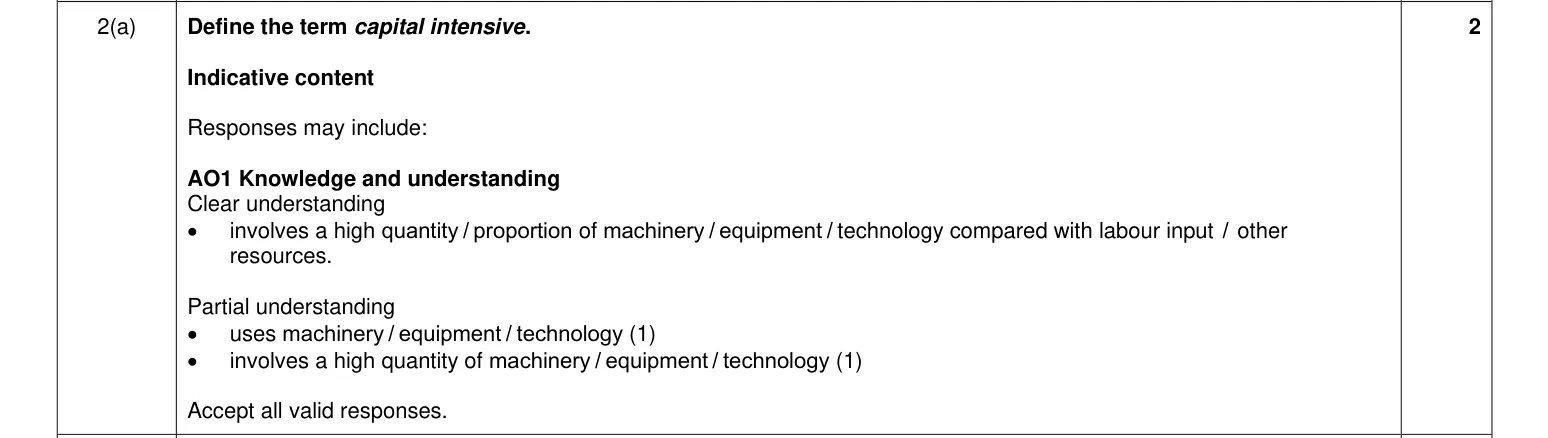 2(a) Define the term capital intensive. 2
Indicative content
Responses may include:
AO1 Knowledge and understanding
Clear understanding
• involves a high quantity / proportion of machinery / equipment / technology compared with labour input / other
resources.
Partial understanding
• uses machinery / equipment / technology (1)
• involves a high quantity of machinery / equipment / technology (1)
Accept all valid responses.